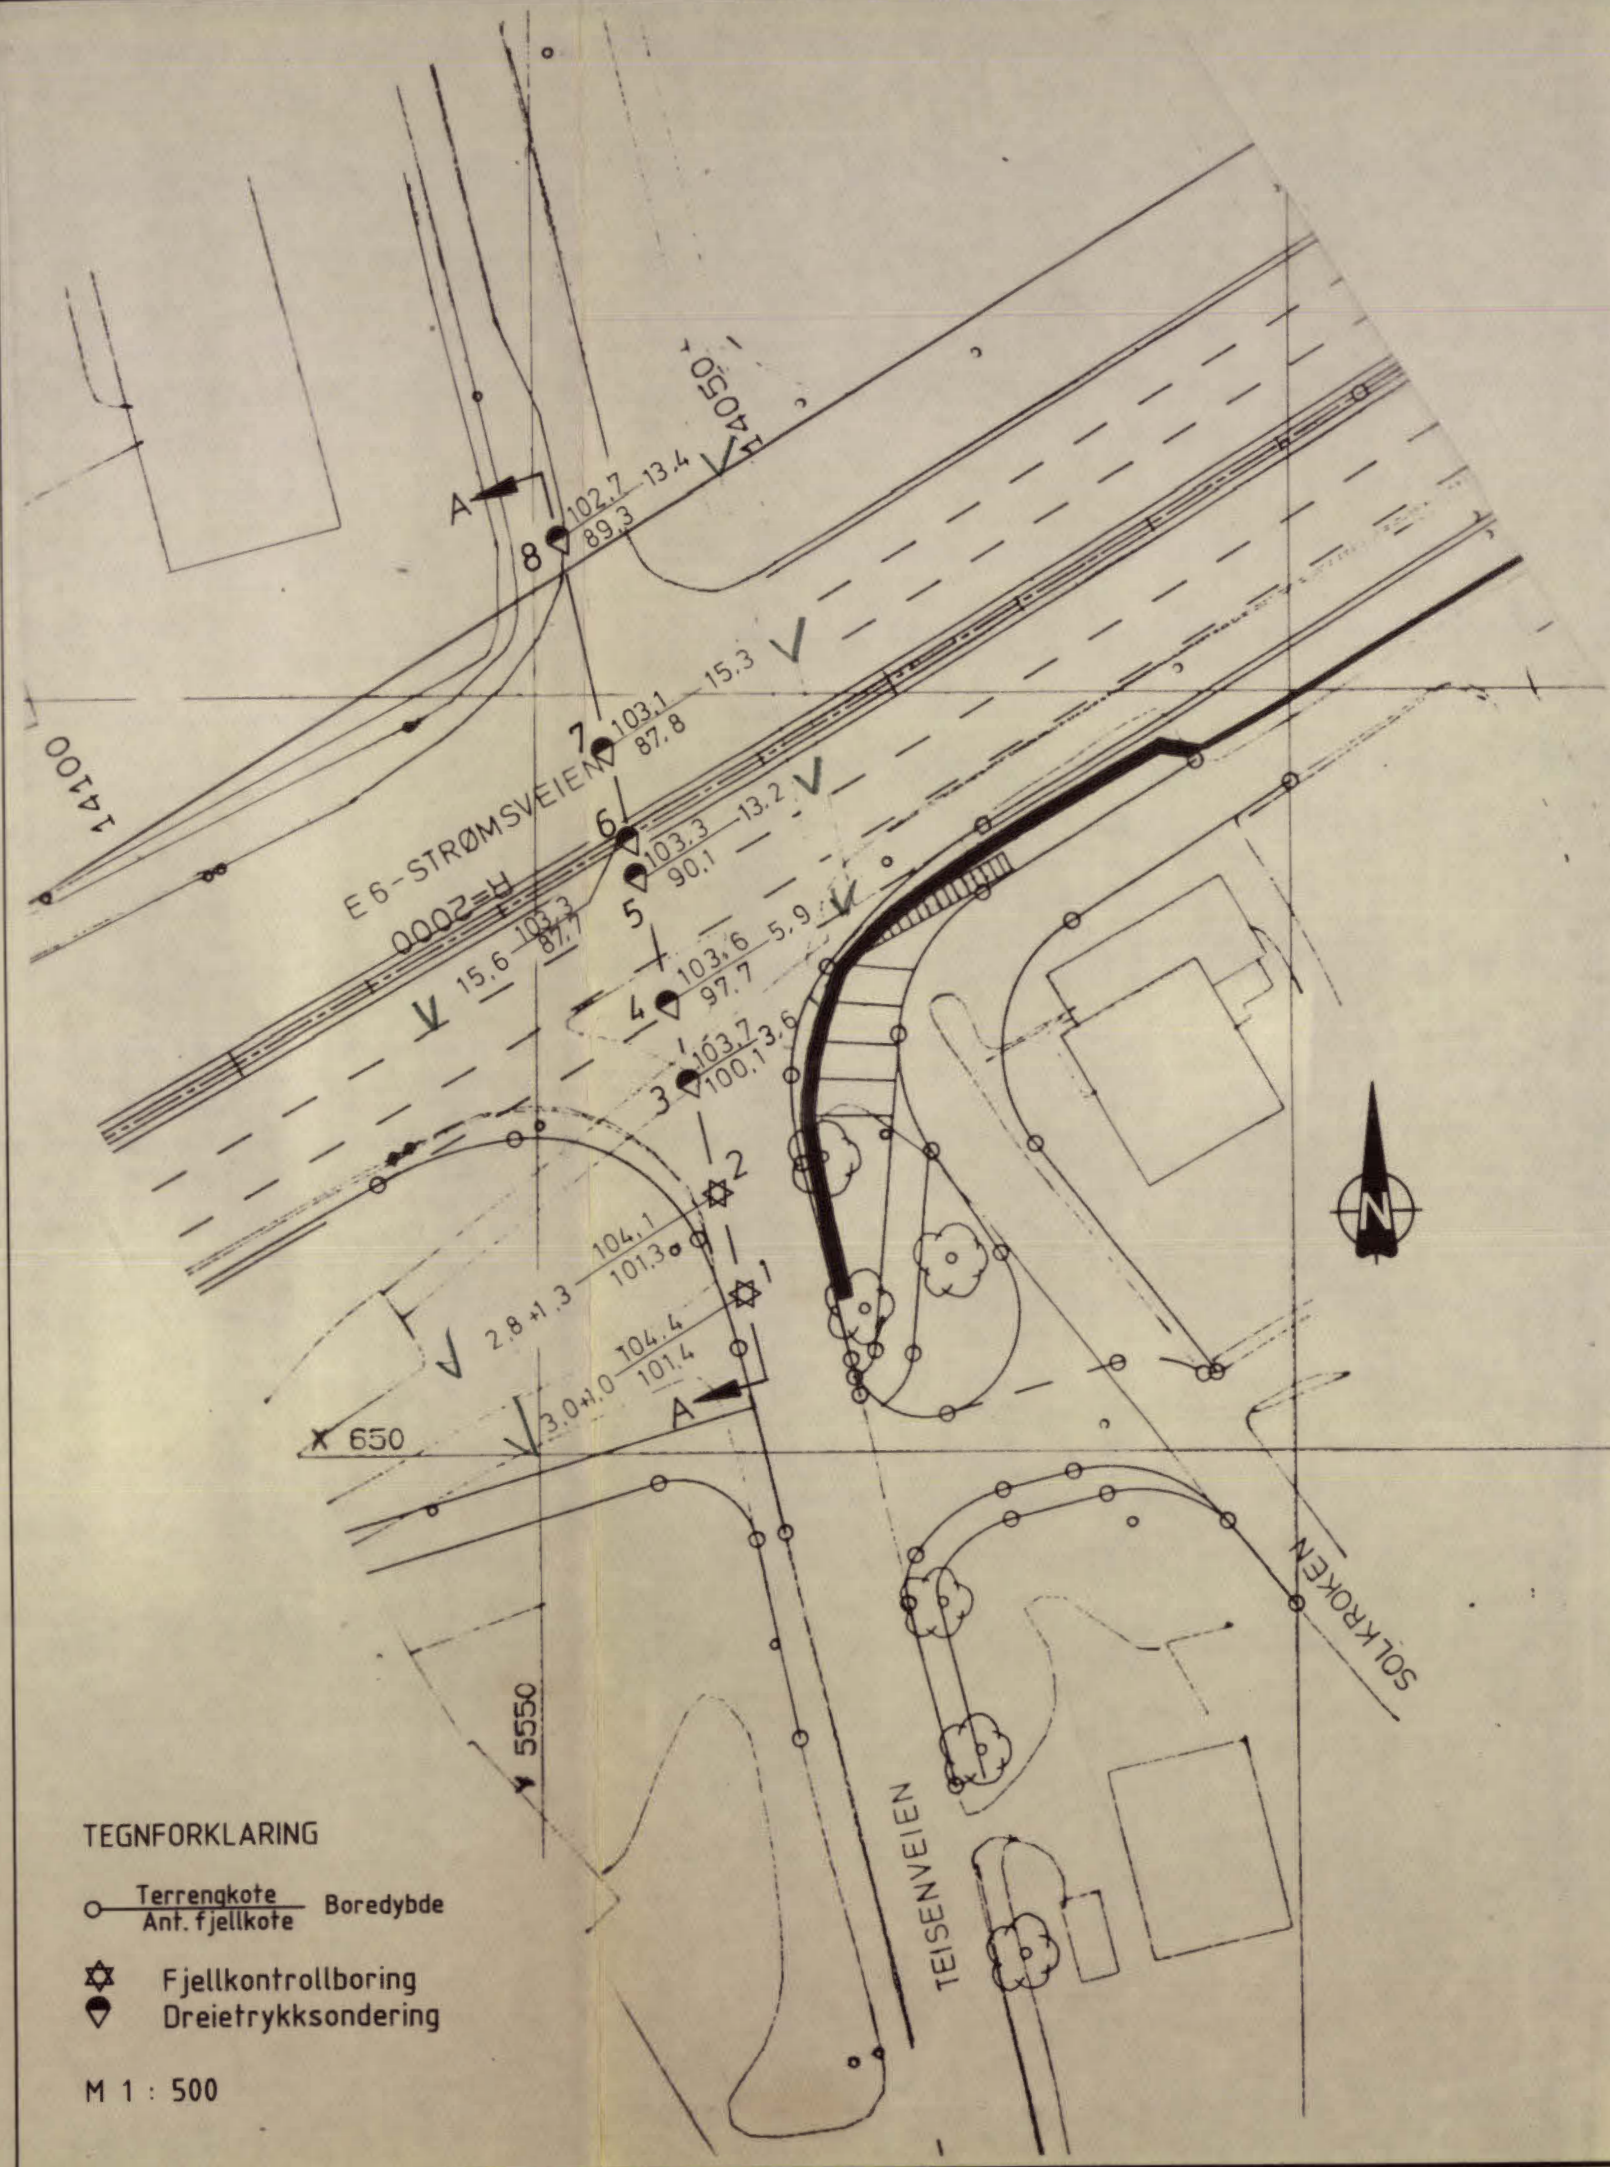 14050
A
102,7
13.4
89,3
8
103,1
15.3
87,8
7
14100
E6-STRØMSVEIEN
R=2000
6
103,3
13.2
90,1
5
15.6
103,3
87,7
103,6
5.9
97,7
4
103,7
3,6
100,1
3
2
104,1
101,3
2,8+1,3
1
104,4
101,4
3,0+1,0
A
N
X 650
Y 5550
SOLKROKEN
TEISENVEIEN
TEGNFORKLARING
Terrengkote
Ant. fjellkote
Boredybde
Fjellkontrollboring
Dreietrykksondering
M 1 : 500